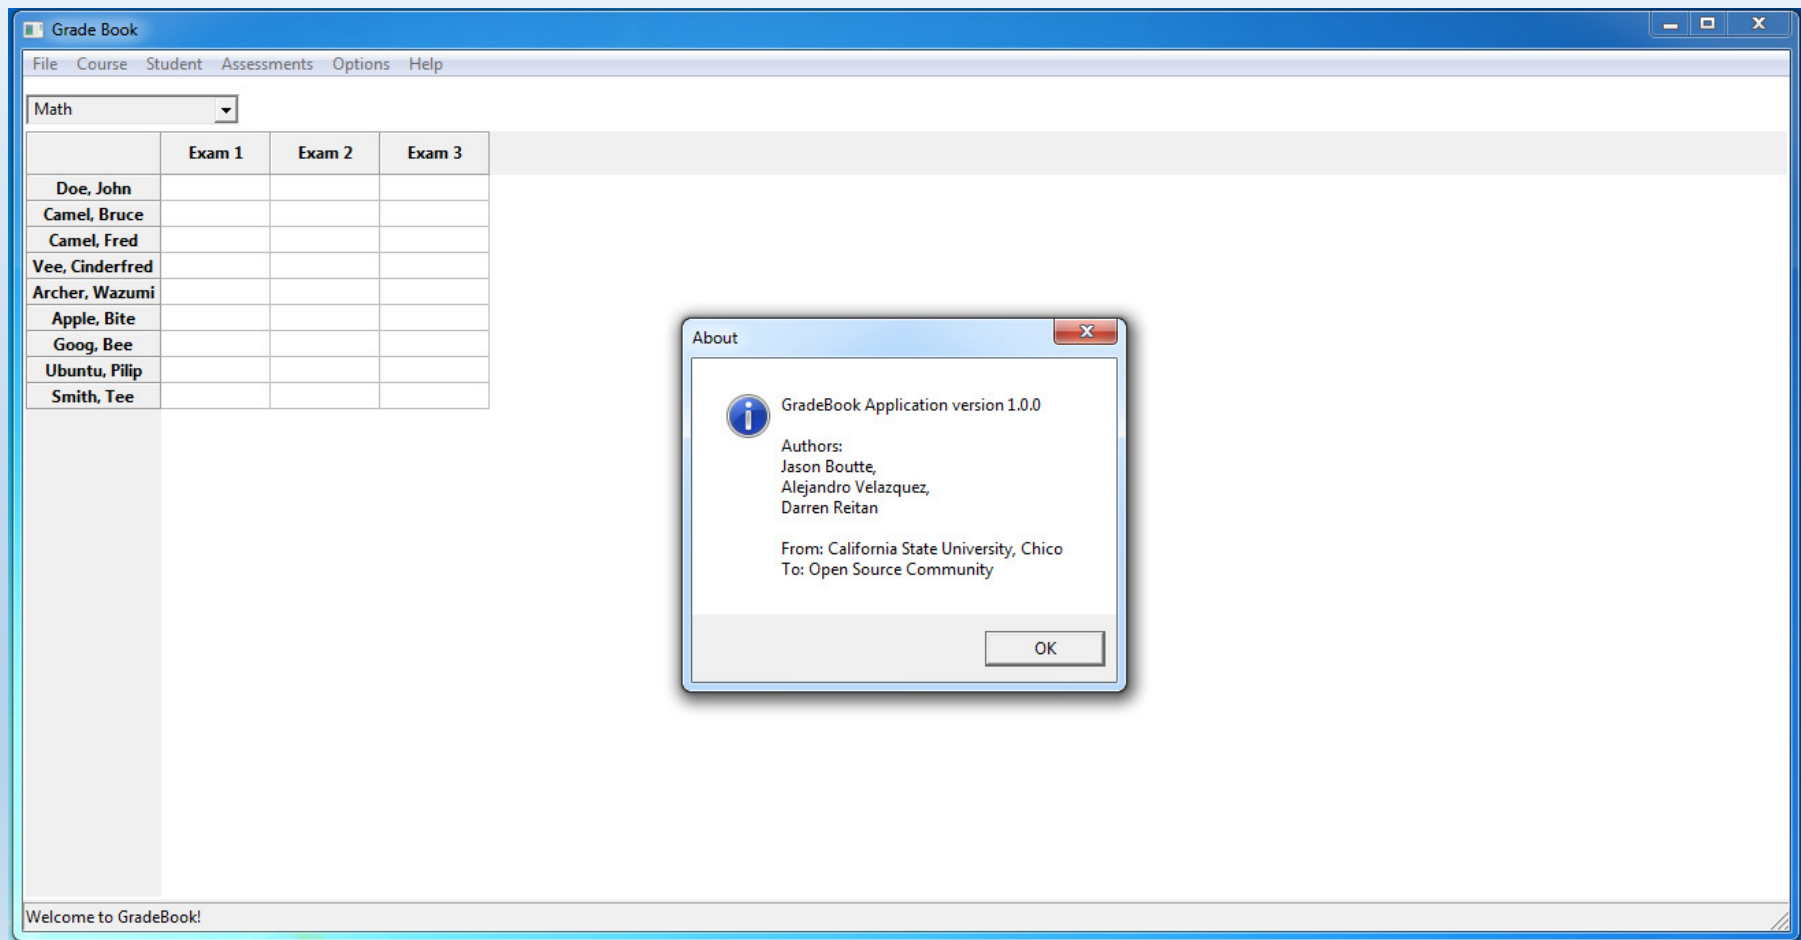 Grade Book
File Course Student Assessments Options Help
Math
Exam 1 Exam 2 Exam 3
Doe, John
Camel, Bruce
Camel, Fred
Vee, Cinderfred
Archer, Wazumi
Apple, Bite
Goog, Bee
Ubuntu, Pilip
Smith, Tee
About
GradeBook Application version 1.0.0
Authors:
Jason Boutte,
Alejandro Velazquez,
Darren Reitan
From: California State University, Chico
To: Open Source Community
OK
Welcome to GradeBook!